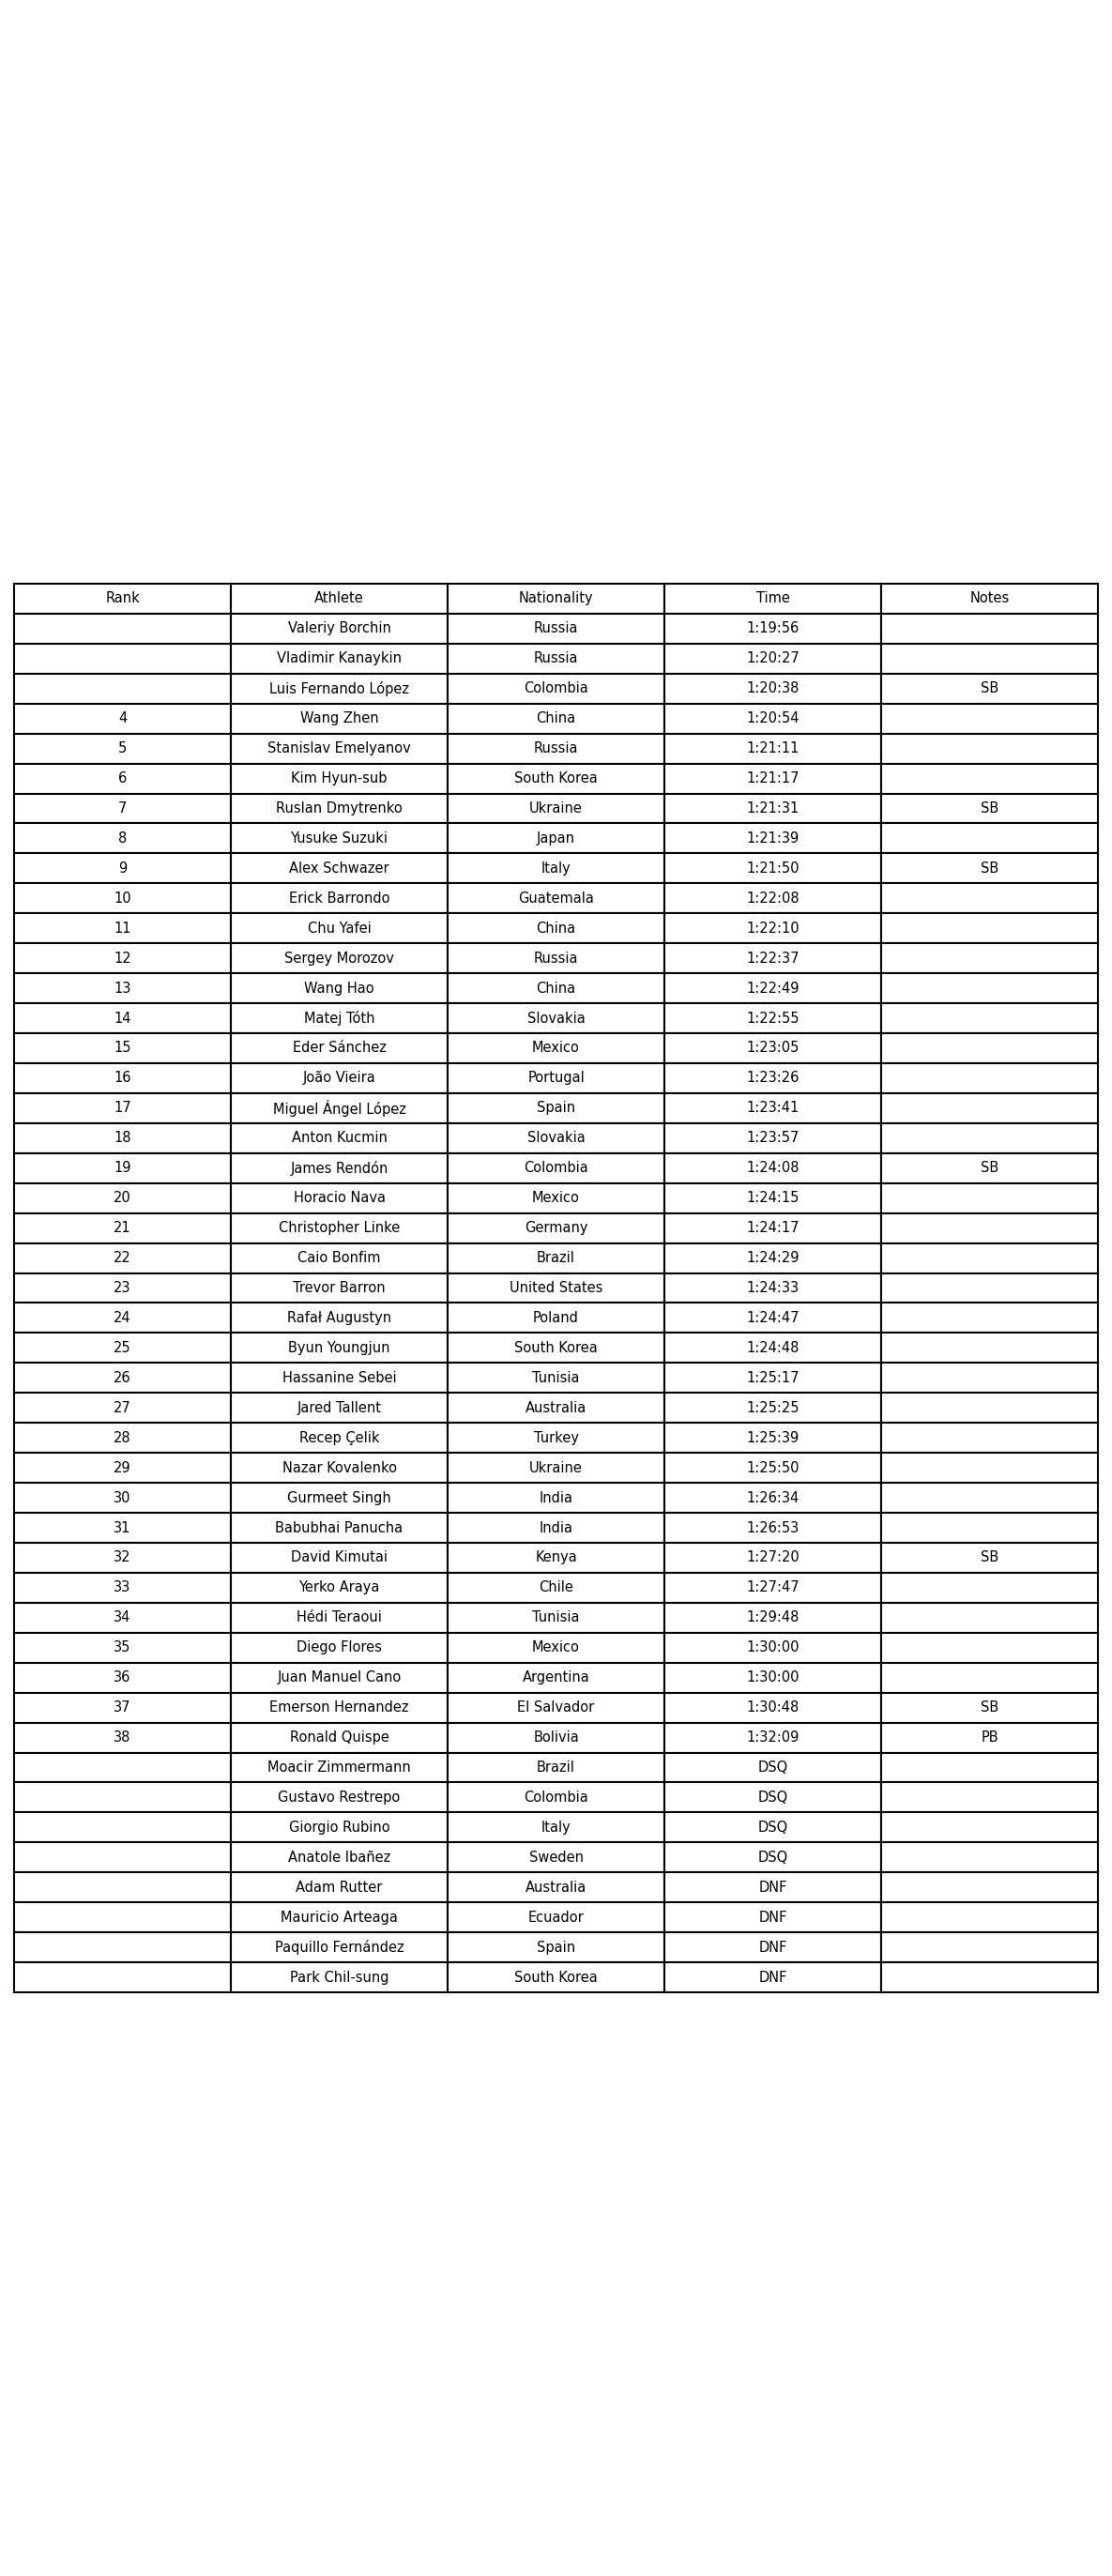 Rank Athlete Nationality Time Notes
Valeriy Borchin Russia 1:19:56
Vladimir Kanaykin Russia 1:20:27
Luis Fernando López Colombia 1:20:38 SB
4 Wang Zhen China 1:20:54
5 Stanislav Emelyanov Russia 1:21:11
6 Kim Hyun-sub South Korea 1:21:17
7 Ruslan Dmytrenko Ukraine 1:21:31 SB
8 Yusuke Suzuki Japan 1:21:39
9 Alex Schwazer Italy 1:21:50 SB
10 Erick Barrondo Guatemala 1:22:08
11 Chu Yafei China 1:22:10
12 Sergey Morozov Russia 1:22:37
13 Wang Hao China 1:22:49
14 Matej Tóth Slovakia 1:22:55
15 Eder Sánchez Mexico 1:23:05
16 João Vieira Portugal 1:23:26
17 Miguel Ángel López Spain 1:23:41
18 Anton Kucmin Slovakia 1:23:57
19 James Rendón Colombia 1:24:08 SB
20 Horacio Nava Mexico 1:24:15
21 Christopher Linke Germany 1:24:17
22 Caio Bonfim Brazil 1:24:29
23 Trevor Barron United States 1:24:33
24 Rafał Augustyn Poland 1:24:47
25 Byun Youngjun South Korea 1:24:48
26 Hassanine Sebei Tunisia 1:25:17
27 Jared Tallent Australia 1:25:25
28 Recep Çelik Turkey 1:25:39
29 Nazar Kovalenko Ukraine 1:25:50
30 Gurmeet Singh India 1:26:34
31 Babubhai Panucha India 1:26:53
32 David Kimutai Kenya 1:27:20 SB
33 Yerko Araya Chile 1:27:47
34 Hédi Teraoui Tunisia 1:29:48
35 Diego Flores Mexico 1:30:00
36 Juan Manuel Cano Argentina 1:30:00
37 Emerson Hernandez El Salvador 1:30:48 SB
38 Ronald Quispe Bolivia 1:32:09 PB
Moacir Zimmermann Brazil DSQ
Gustavo Restrepo Colombia DSQ
Giorgio Rubino Italy DSQ
Anatole Ibañez Sweden DSQ
Adam Rutter Australia DNF
Mauricio Arteaga Ecuador DNF
Paquillo Fernández Spain DNF
Park Chil-sung South Korea DNF